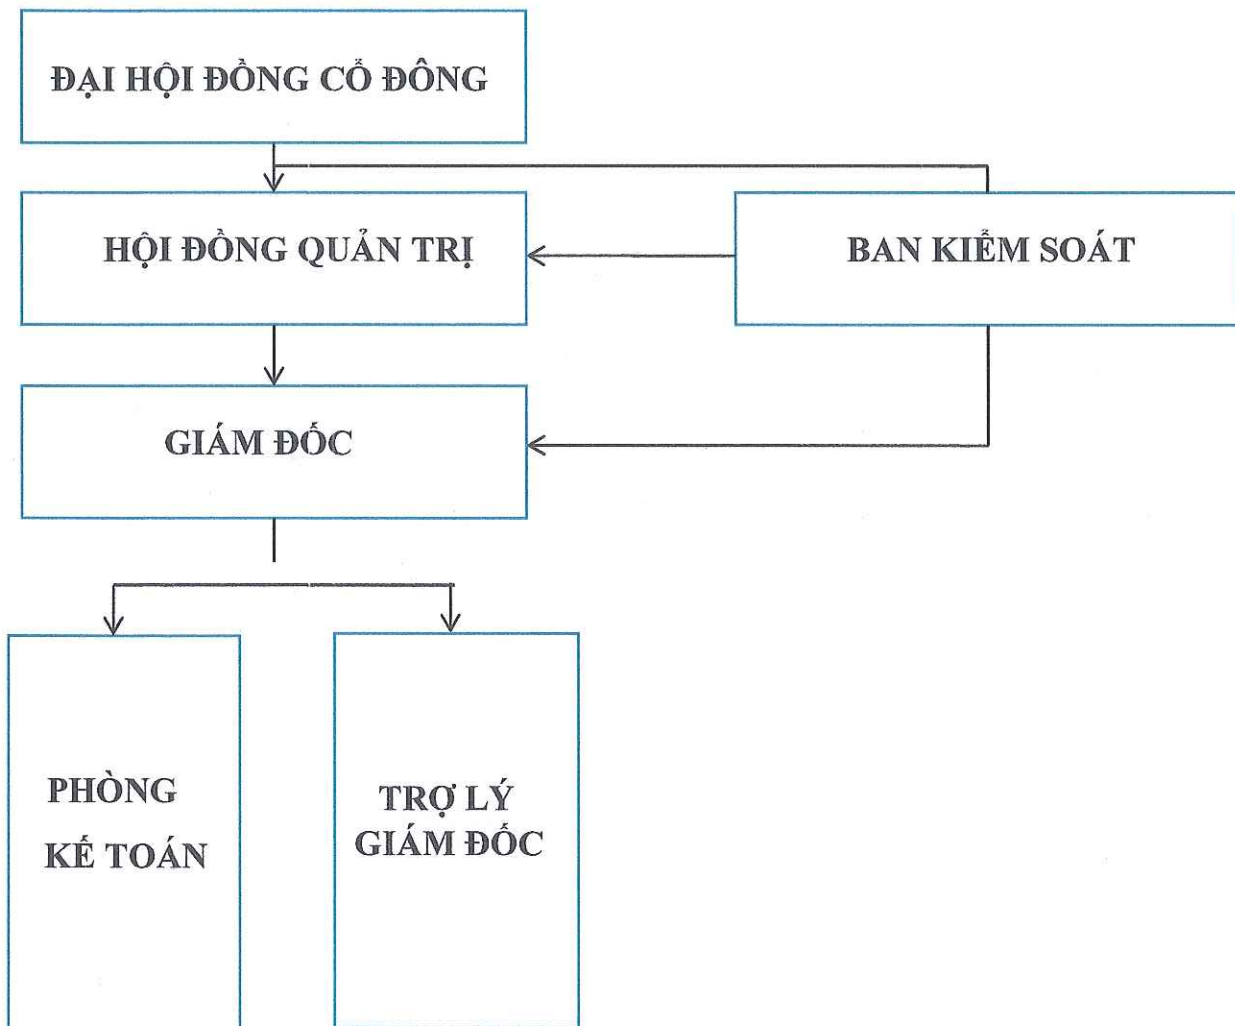 ĐẠI HỘI ĐỒNG CỔ ĐÔNG
HỘI ĐỒNG QUẢN TRỊ
BAN KIỂM SOÁT
GIÁM ĐỐC
PHÒNG
KẾ TOÁN
TRỢ LÝ
GIÁM ĐỐC